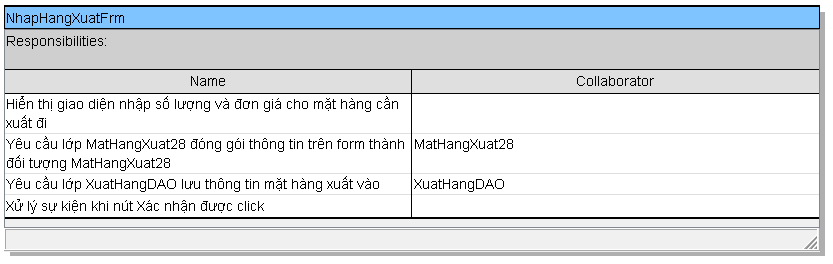 NhapHangXuatFrm
Responsibilities:
Name Collaborator
Hiển thị giao diện nhập số lượng và đơn giá cho mặt hàng cần
xuất đi
Yêu cầu lớp MatHangXuat28 đóng gói thông tin trên form thành MatHangXuat28
đối tượng MatHangXuat28
Yêu cầu lớp XuatHangDAO lưu thông tin mặt hàng xuất vào XuatHangDAO
Xử lý sự kiện khi nút Xác nhận được click